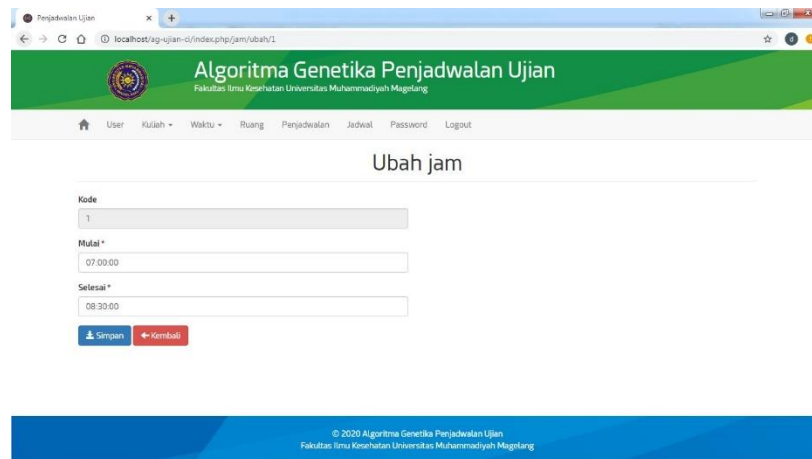 Penjadwalan Ujian
localhost/ag-ujian-ci/index.php/jam/ubah/1
d
Algoritma Genetika Penjadwalan Ujian
Fakultas Ilmu Kesehatan Universitas Muhammadiyah Magelang
User Kuliah Waktu Ruang Penjadwalan Jadwal Password Logout
Ubah jam
Kode
1
Mulai *
07:00:00
Selesai *
08:30:00
Simpan Kembali
© 2020 Algoritma Genetika Penjadwalan Ujian
Fakultas Ilmu Kesehatan Universitas Muhammadiyah Magelang